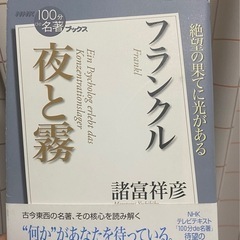 NHK 100分de名著ブックス
絶望の果てに光がある
フランクル
Frankl
夜と霧
Ein Psycholog erlebt das
Konzentrationslager
諸富祥彦
古今東西の名著、その核心を読み解く
“何か”があなたを待っている。
NHK
テレビテキスト
「100分de名著」
待望の